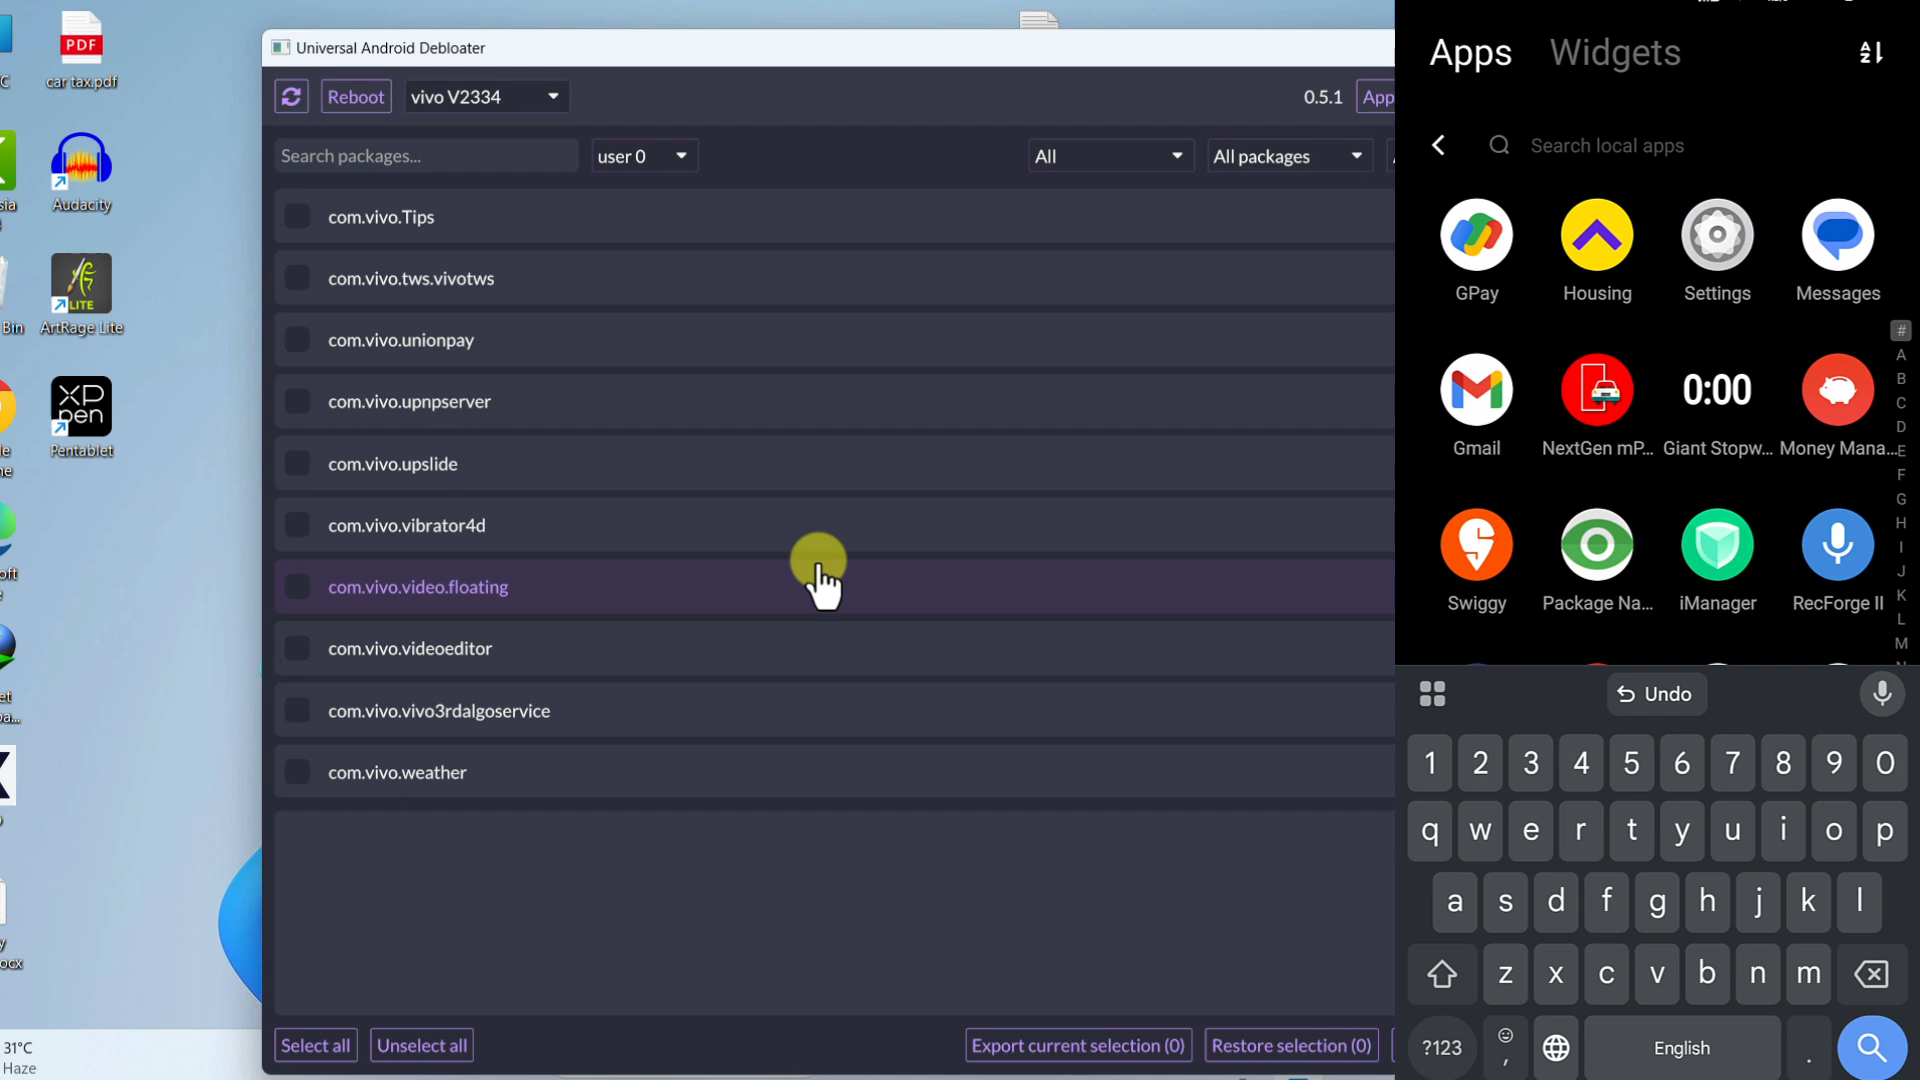 car tax.pdf
Audacity
ArtRage Lite
LITE
PDF
XP
pen
Pentablet
Bin
31°C
Haze
Universal Android Debloater
Reboot
vivo V2334
0.5.1
App
Search packages...
user 0
All
All packages
com.vivo.Tips
com.vivo.tws.vivotws
com.vivo.unionpay
com.vivo.upnpserver
com.vivo.upslide
com.vivo.vibrator4d
com.vivo.video.floating
com.vivo.videoeditor
com.vivo.vivo3rdalgoservice
com.vivo.weather
Select all
Unselect all
Export current selection (0)
Restore selection (0)
Apps
Widgets
Search local apps
GPay
Housing
Settings
Messages
0:00
Gmail
NextGen mP...
Giant Stopw...
Money Mana...
Swiggy
Package Na...
iManager
RecForge II
#
A
B
C
D
E
F
G
H
I
J
K
L
M
Undo
1 2 3 4 5 6 7 8 9 0
q w e r t y u i o p
a s d f g h j k l
z x c v b n m
?123
,
English
.